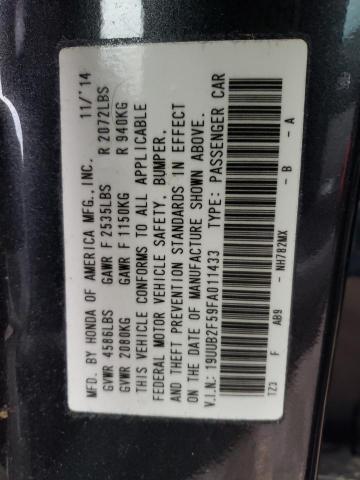 MFD. BY HONDA OF AMERICA MFG., INC. 11/'14
GVWR 4586LBS GAWR F 2535LBS R 2072LBS
GVWR 2080KG GAWR F 1150KG R 940KG
THIS VEHICLE CONFORMS TO ALL APPLICABLE
FEDERAL MOTOR VEHICLE SAFETY, BUMPER,
AND THEFT PREVENTION STANDARDS IN EFFECT
ON THE DATE OF MANUFACTURE SHOWN ABOVE.
V.I.N.: 19UUB2F59FA011433 TYPE: PASSENGER CAR
TZ3 F AB9 - NH782MX - B - A